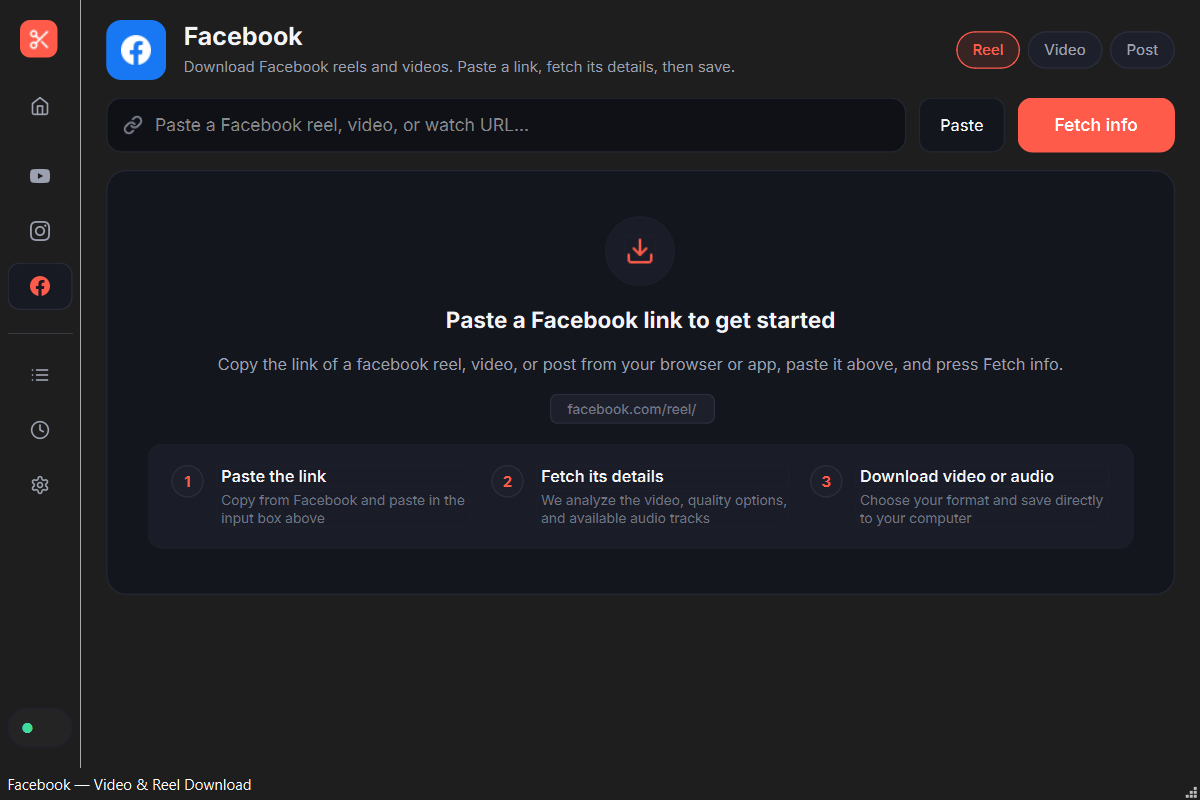 Facebook
Download Facebook reels and videos. Paste a link, fetch its details, then save.
Reel
Video
Post
Paste a Facebook reel, video, or watch URL...
Paste
Fetch info
Paste a Facebook link to get started
Copy the link of a facebook reel, video, or post from your browser or app, paste it above, and press Fetch info.
facebook.com/reel/
1
Paste the link
Copy from Facebook and paste in the
input box above
2
Fetch its details
We analyze the video, quality options,
and available audio tracks
3
Download video or audio
Choose your format and save directly
to your computer
Facebook — Video & Reel Download